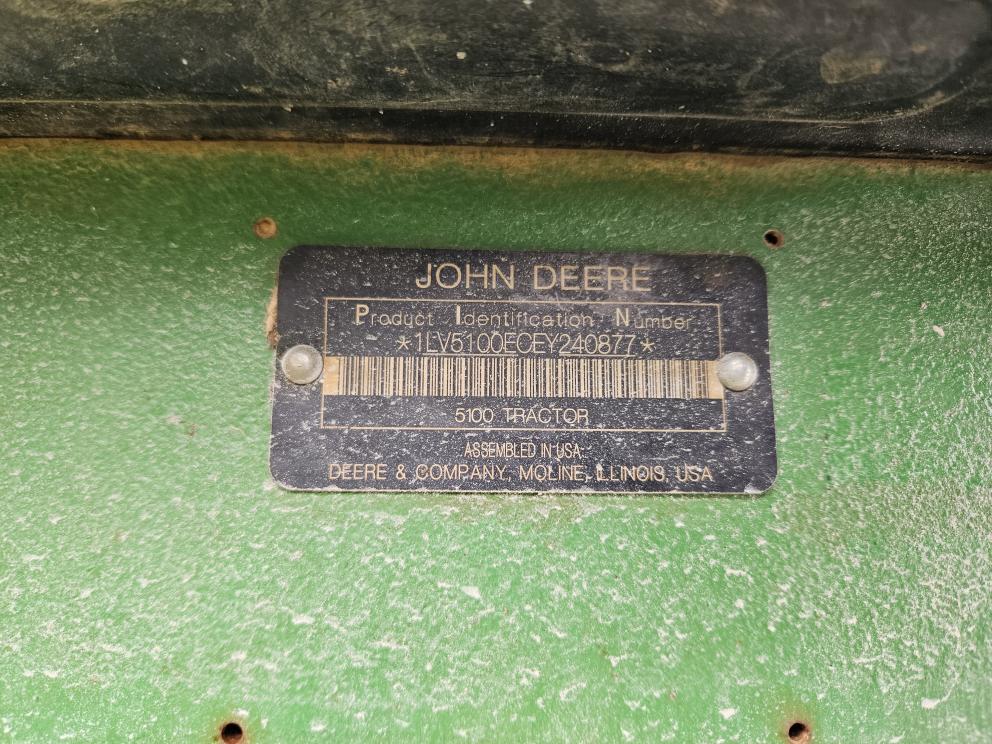 JOHN DEERE
Product Identification Number
*1LV5100ECEY240877*
5100 TRACTOR
ASSEMBLED IN USA:
DEERE & COMPANY, MOLINE, ILLINOIS, USA